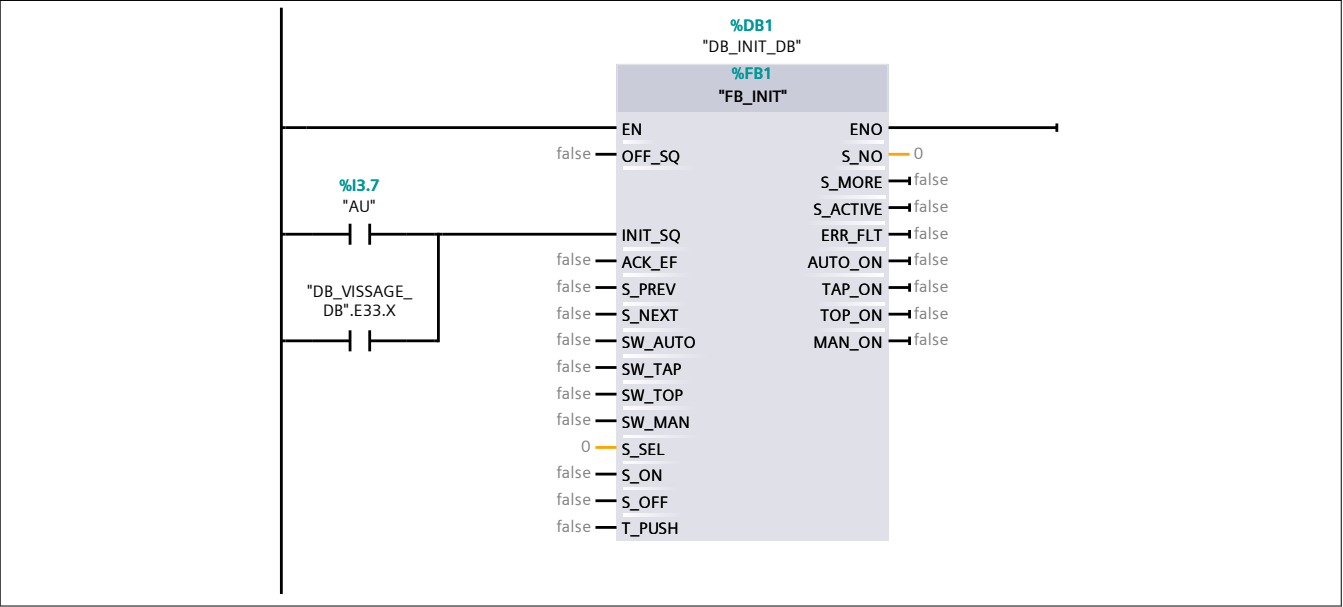 %DB1
"DB_INIT_DB"
%FB1
"FB_INIT"
EN ENO
false OFF_SQ S_NO 0
%I3.7 S_MORE false
"AU" S_ACTIVE false
INIT_SQ ERR_FLT false
false ACK_EF AUTO_ON false
"DB_VISSAGE_ false S_PREV TAP_ON false
DB".E33.X false S_NEXT TOP_ON false
false SW_AUTO MAN_ON false
false SW_TAP
false SW_TOP
false SW_MAN
0 S_SEL
false S_ON
false S_OFF
false T_PUSH